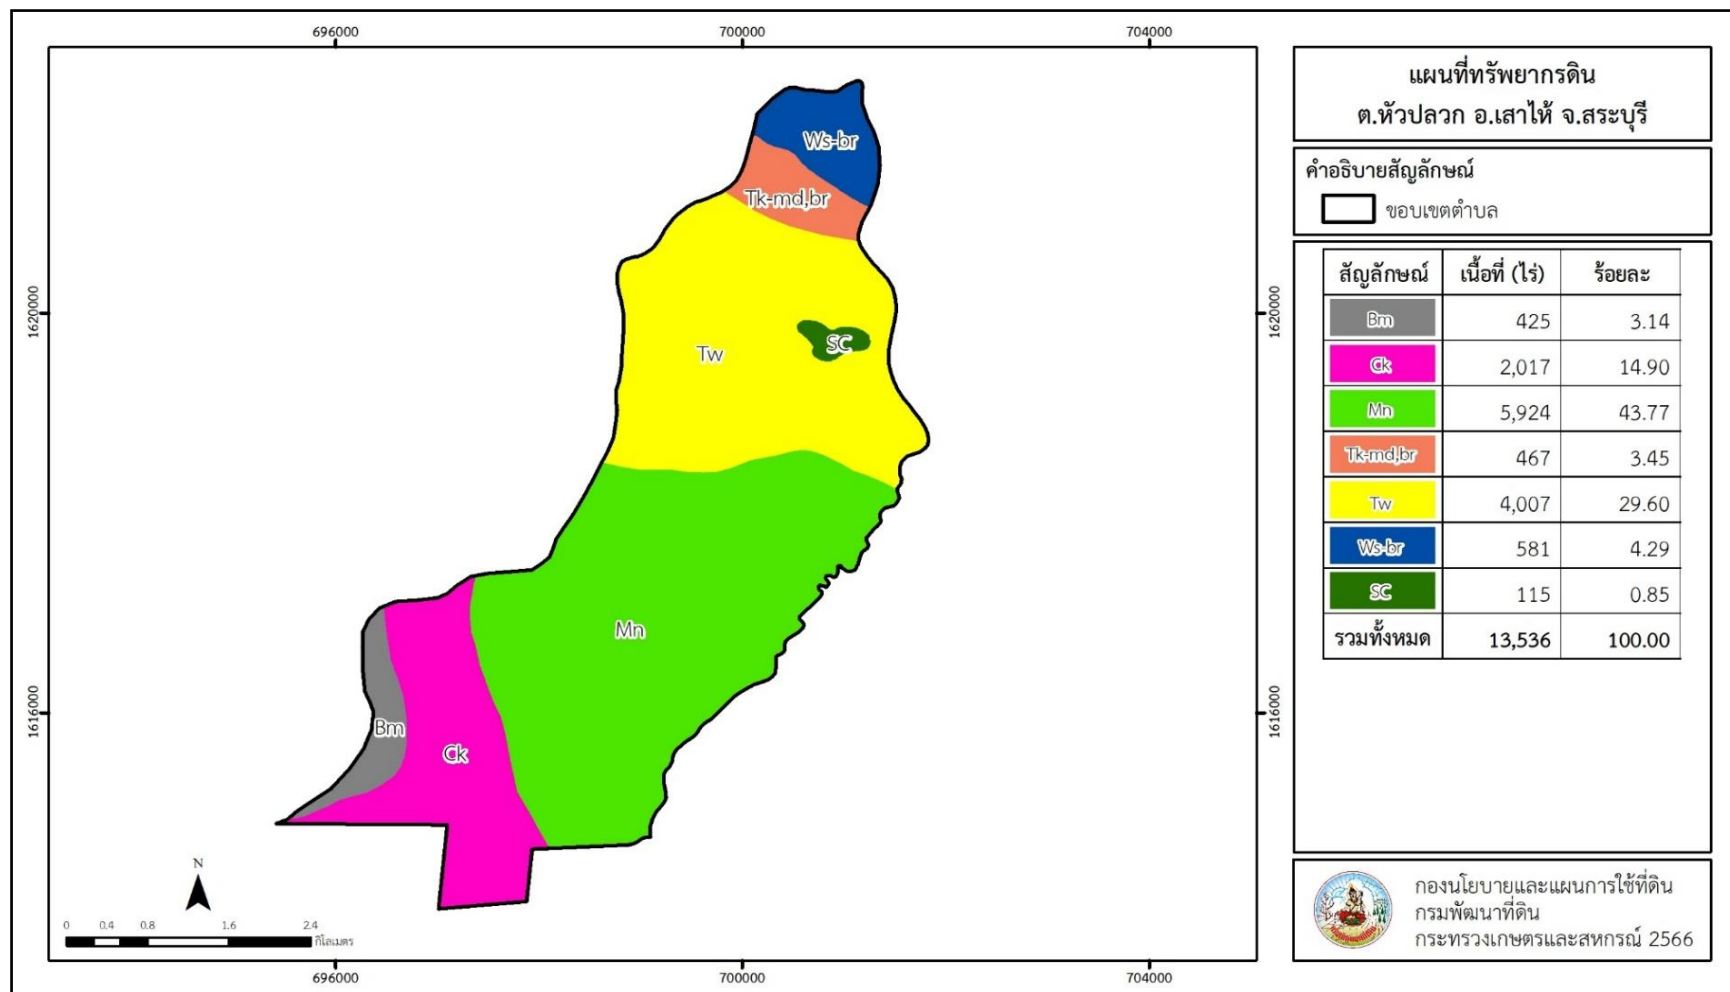 696000 700000 704000
แผนที่ทรัพยากรดิน
ต.หัวปลวก อ.เสาไห้ จ.สระบุรี
คำอธิบายสัญลักษณ์
ขอบเขตตำบล
สัญลักษณ์ เนื้อที่ (ไร่) ร้อยละ
Bm 425 3.14
Ck 2,017 14.90
Mn 5,924 43.77
Tk-md,br 467 3.45
Tw 4,007 29.60
Ws-br 581 4.29
SC 115 0.85
รวมทั้งหมด 13,536 100.00
Ws-br
Tk-md,br
1620000 1620000
SC
Tw
Mn
1616000 1616000
Bm
Ck
N
0 0.4 0.8 1.6 2.4
กิโลเมตร
696000 700000 704000
กองนโยบายและแผนการใช้ที่ดิน
กรมพัฒนาที่ดิน
กระทรวงเกษตรและสหกรณ์ 2566